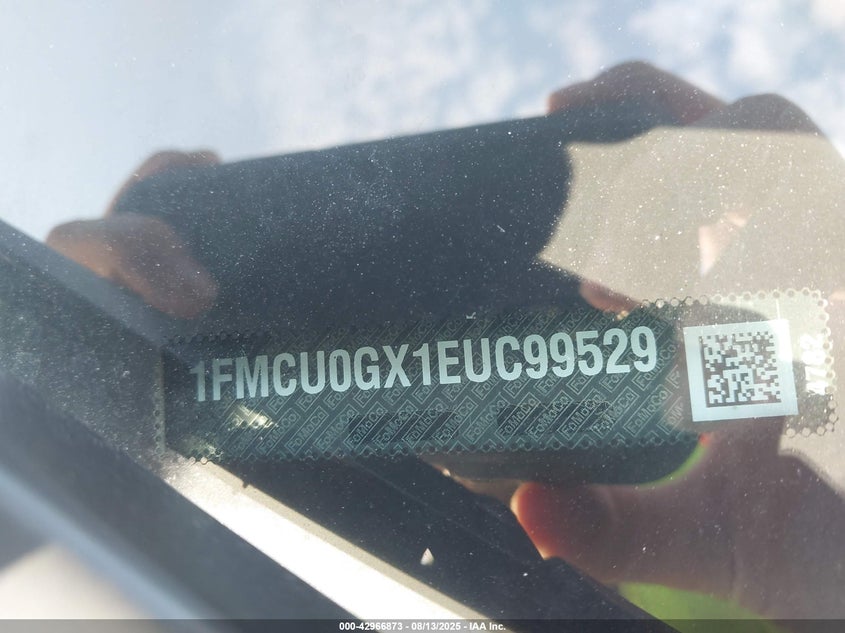 1FMCU0GX1EUC99529
000-42966873 - 08/13/2025 - IAA Inc.